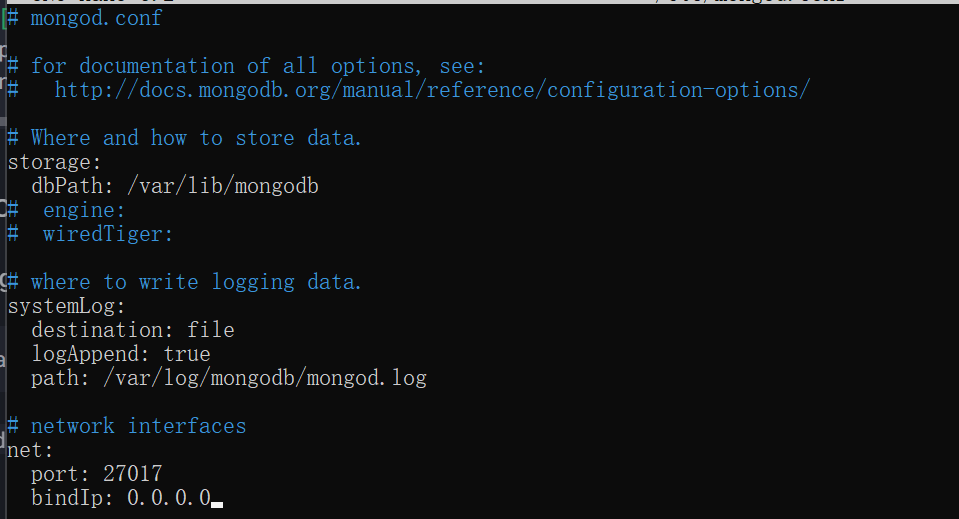 # mongod.conf
# for documentation of all options, see:
#   http://docs.mongodb.org/manual/reference/configuration-options/
# Where and how to store data.
storage:
  dbPath: /var/lib/mongodb
#  engine:
#  wiredTiger:
# where to write logging data.
systemLog:
  destination: file
  logAppend: true
  path: /var/log/mongodb/mongod.log
# network interfaces
net:
  port: 27017
  bindIp: 0.0.0.0